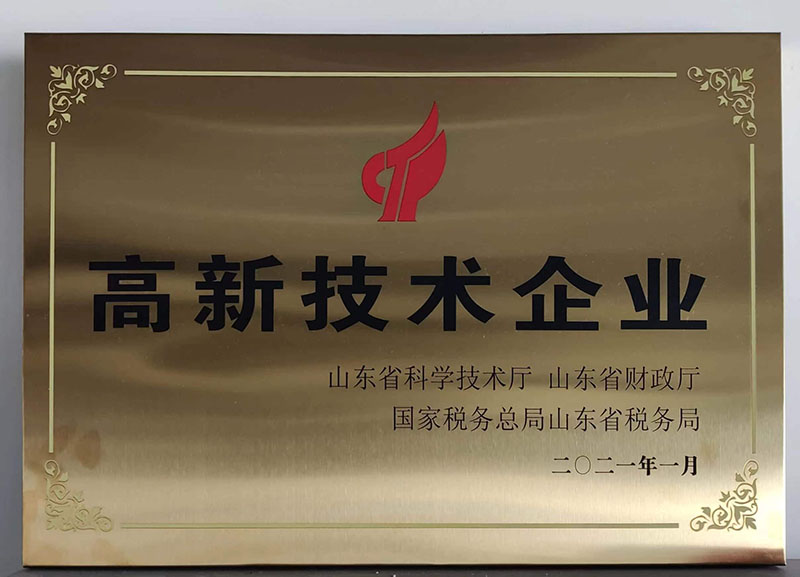 高新技术企业
山东省科学技术厅 山东省财政厅
国家税务总局山东省税务局
二〇二一年一月